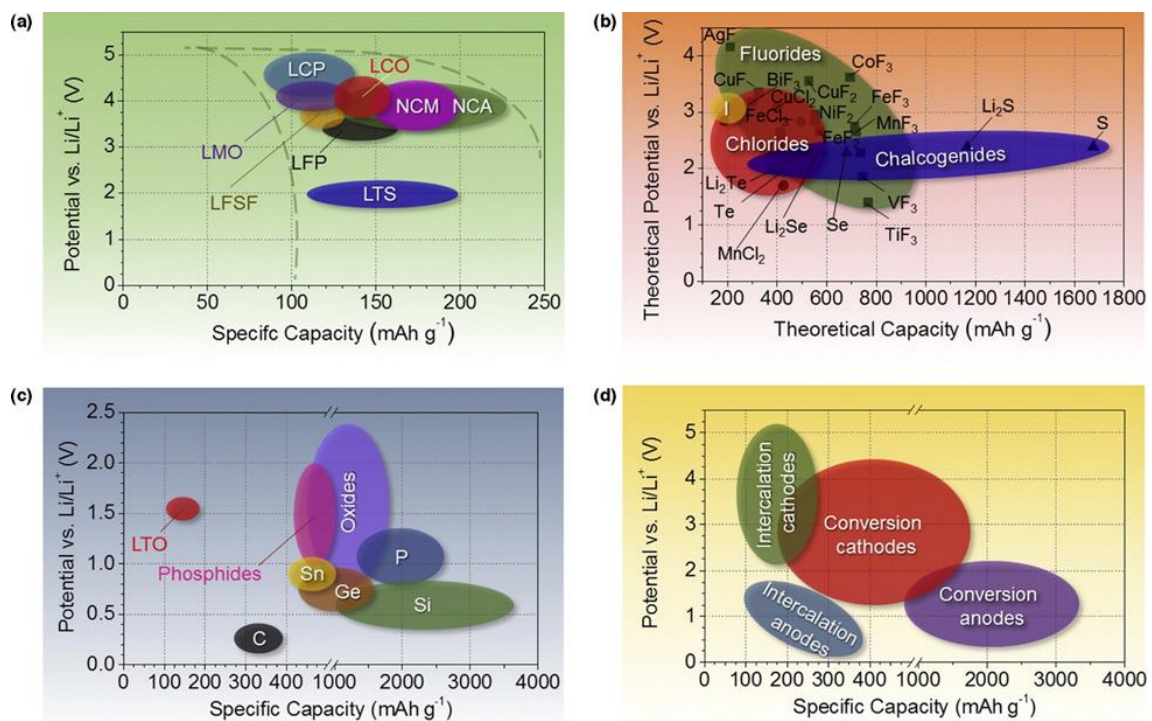 (a)
Potential vs. Li/Li⁺ (V)
5
4
3
2
1
0
LCP
LCO
NCM
NCA
LMO
LFP
LFSF
LTS
0
50
100
150
200
250
Specifc Capacity (mAh g⁻¹)
(b)
Theoretical Potential vs. Li/Li⁺ (V)
4
3
2
1
0
AgF
Fluorides
CoF₃
CuF
BiF₃
CuF₂
I
CuCl₂
FeF₃
Li₂S
FeCl₃
NiF₂
MnF₃
S
Chlorides
FeF₂
Chalcogenides
Li₂Te
Te
Li₂Se
Se
VF₃
MnCl₂
TiF₃
200
400
600
800
1000
1200
1400
1600
1800
Theoretical Capacity (mAh g⁻¹)
(c)
Potential vs. Li/Li⁺ (V)
2.5
2.0
1.5
1.0
0.5
0.0
LTO
Phosphides
Oxides
Sn
P
Ge
Si
C
0
100
200
300
400
1000
2000
3000
4000
Specific Capacity (mAh g⁻¹)
(d)
Potential vs. Li/Li⁺ (V)
5
4
3
2
1
0
Intercalation
cathodes
Conversion
cathodes
Intercalation
anodes
Conversion
anodes
0
100
200
300
400
1000
2000
3000
4000
Specific Capacity (mAh g⁻¹)